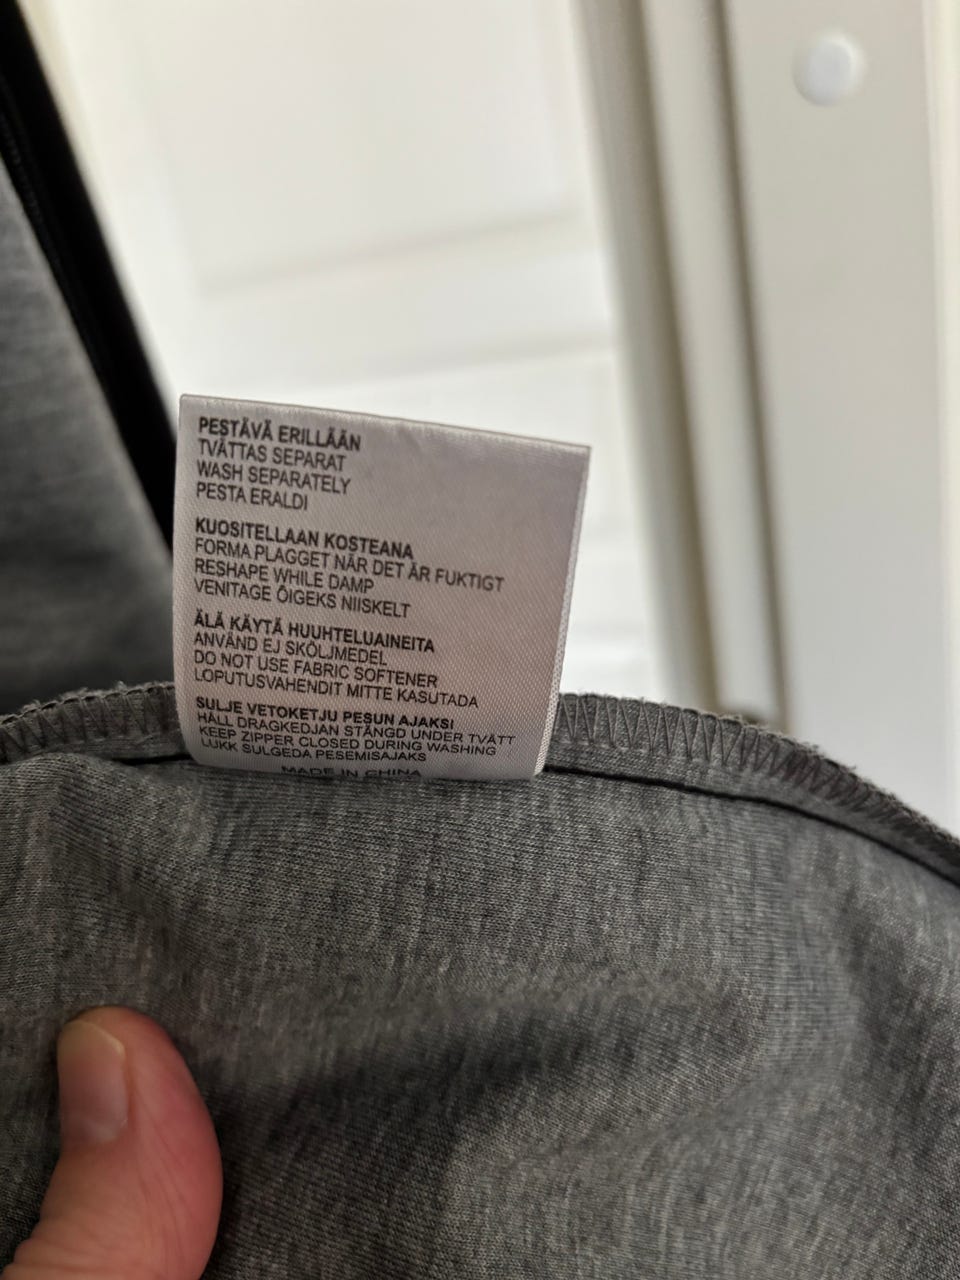 PESTÄVÄ ERILLÄÄN
TVÄTTAS SEPARAT
WASH SEPARATELY
PESTA ERALDI
KUOSITELLAAN KOSTEANA
FORMA PLAGGET NÄR DET ÄR FUKTIGT
RESHAPE WHILE DAMP
VENITAGE ÕIGEKS NIISKELT
ÄLÄ KÄYTÄ HUUHTELUAINEITA
ANVÄND EJ SKÖLJMEDEL
DO NOT USE FABRIC SOFTENER
LOPUTUSVAHENDIT MITTE KASUTADA
SULJE VETOKETJU PESUN AJAKSI
HÅLL DRAGKEDJAN STÄNGD UNDER TVÄTT
KEEP ZIPPER CLOSED DURING WASHING
LUKK SULGEDA PESEMISAJAKS
MADE IN CHINA